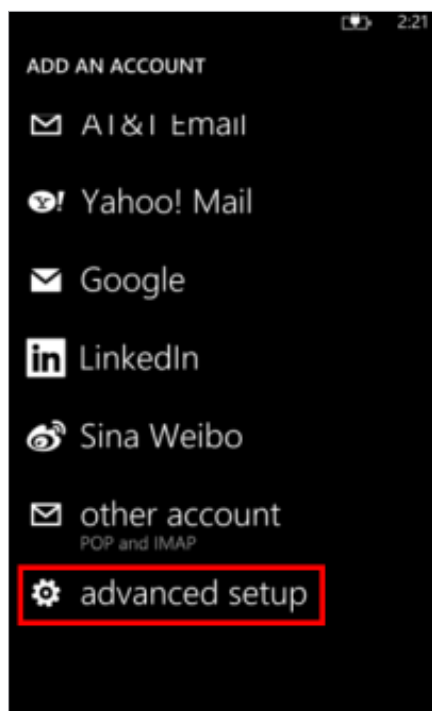 2:21
ADD AN ACCOUNT
AT&T Email
Yahoo! Mail
Google
in LinkedIn
Sina Weibo
other account
POP and IMAP
advanced setup